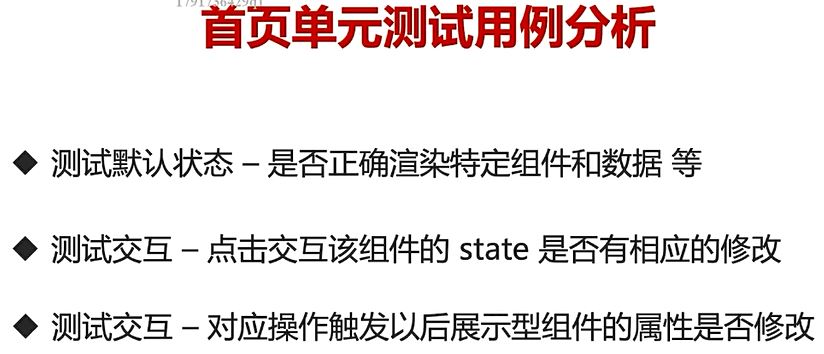 首页单元测试用例分析
◆ 测试默认状态 – 是否正确渲染特定组件和数据 等
◆ 测试交互 – 点击交互该组件的 state 是否有相应的修改
◆ 测试交互 – 对应操作触发以后展示型组件的属性是否修改